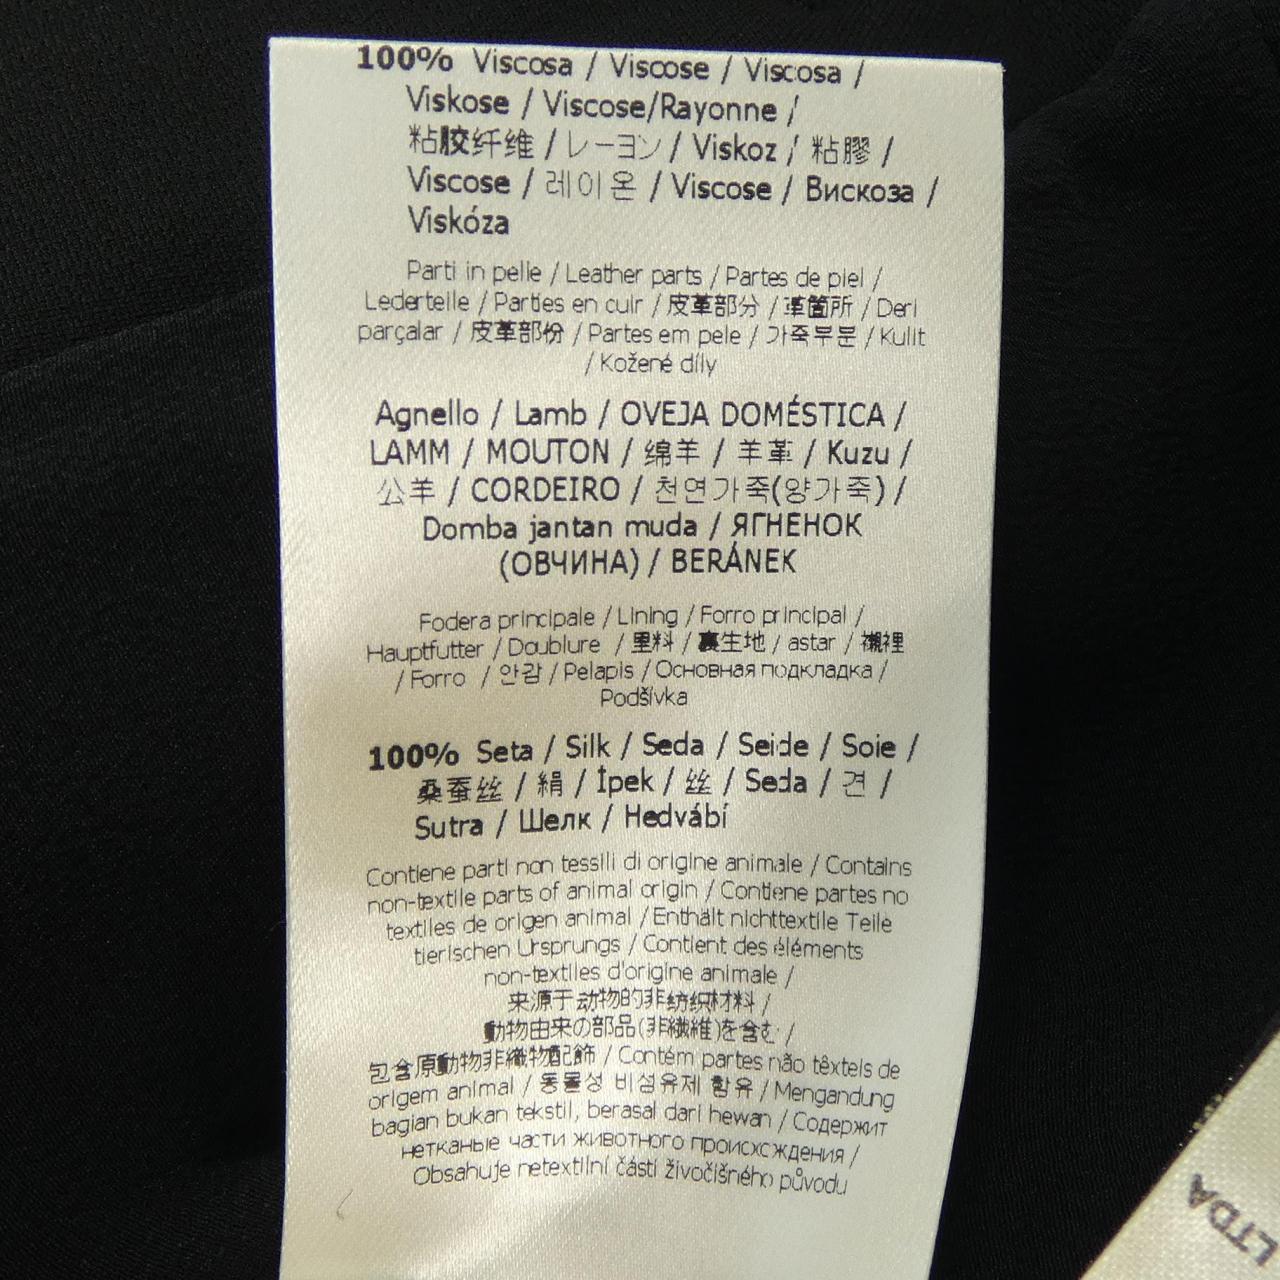 100% Viscosa / Viscose / Viscosa /
Viskose / Viscose/Rayonne /
粘胶纤维 / レーヨン / Viskoz / 粘膠 /
Viscose / 레이온 / Viscose / Вискоза /
Viskóza
Parti in pelle / Leather parts / Partes de piel /
Lederteile / Parties en cuir / 皮革部分 / 革箇所 / Deri
parçalar / 皮革部份 / Partes em pele / 가죽부분 / Kulit
/ Kožené díly
Agnello / Lamb / OVEJA DOMÉSTICA /
LAMM / MOUTON / 绵羊 / 羊革 / Kuzu /
公羊 / CORDEIRO / 천연가죽(양가죽) /
Domba jantan muda / ЯГНЕНОК
(ОВЧИНА) / BERÁNEK
Fodera principale / Lining / Forro principal /
Hauptfutter / Doublure / 里料 / 裏生地 / astar / 襯裡
/ Forro / 안감 / Pelapis / Основная подкладка /
Podšívka
100% Seta / Silk / Seda / Seide / Soie /
桑蚕丝 / 絹 / İpek / 丝 / Seda / 견 /
Sutra / Шелк / Hedvábí
Contiene parti non tessili di origine animale / Contains
non-textile parts of animal origin / Contiene partes no
textiles de origen animal / Enthält nichttextile Teile
tierischen Ursprungs / Contient des éléments
non-textiles d'origine animale /
来源于动物的非纺织材料 /
動物由来の部品(非繊維)を含む /
包含原動物非織物配飾 / Contém partes não têxteis de
origem animal / 동물성 비섬유제 함유 / Mengandung
bagian bukan tekstil, berasal dari hewan / Содержит
нетканые части животного происхождения /
Obsahuje netextilní části živočišného původu
LTDA